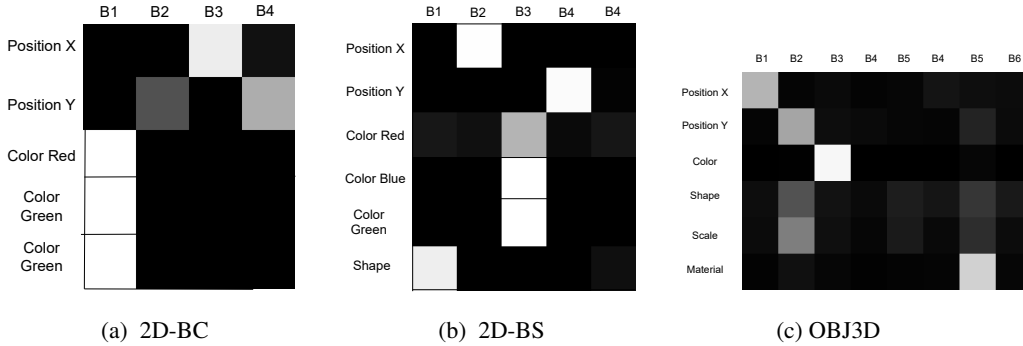 B1 B2 B3 B4
Position X
Position Y
Color Red
Color
Green
Color
Green
(a) 2D-BC
B1 B2 B3 B4 B4
Position X
Position Y
Color Red
Color Blue
Color
Green
Shape
(b) 2D-BS
B1 B2 B3 B4 B5 B4 B5 B6
Position X
Position Y
Color
Shape
Scale
Material
(c) OBJ3D